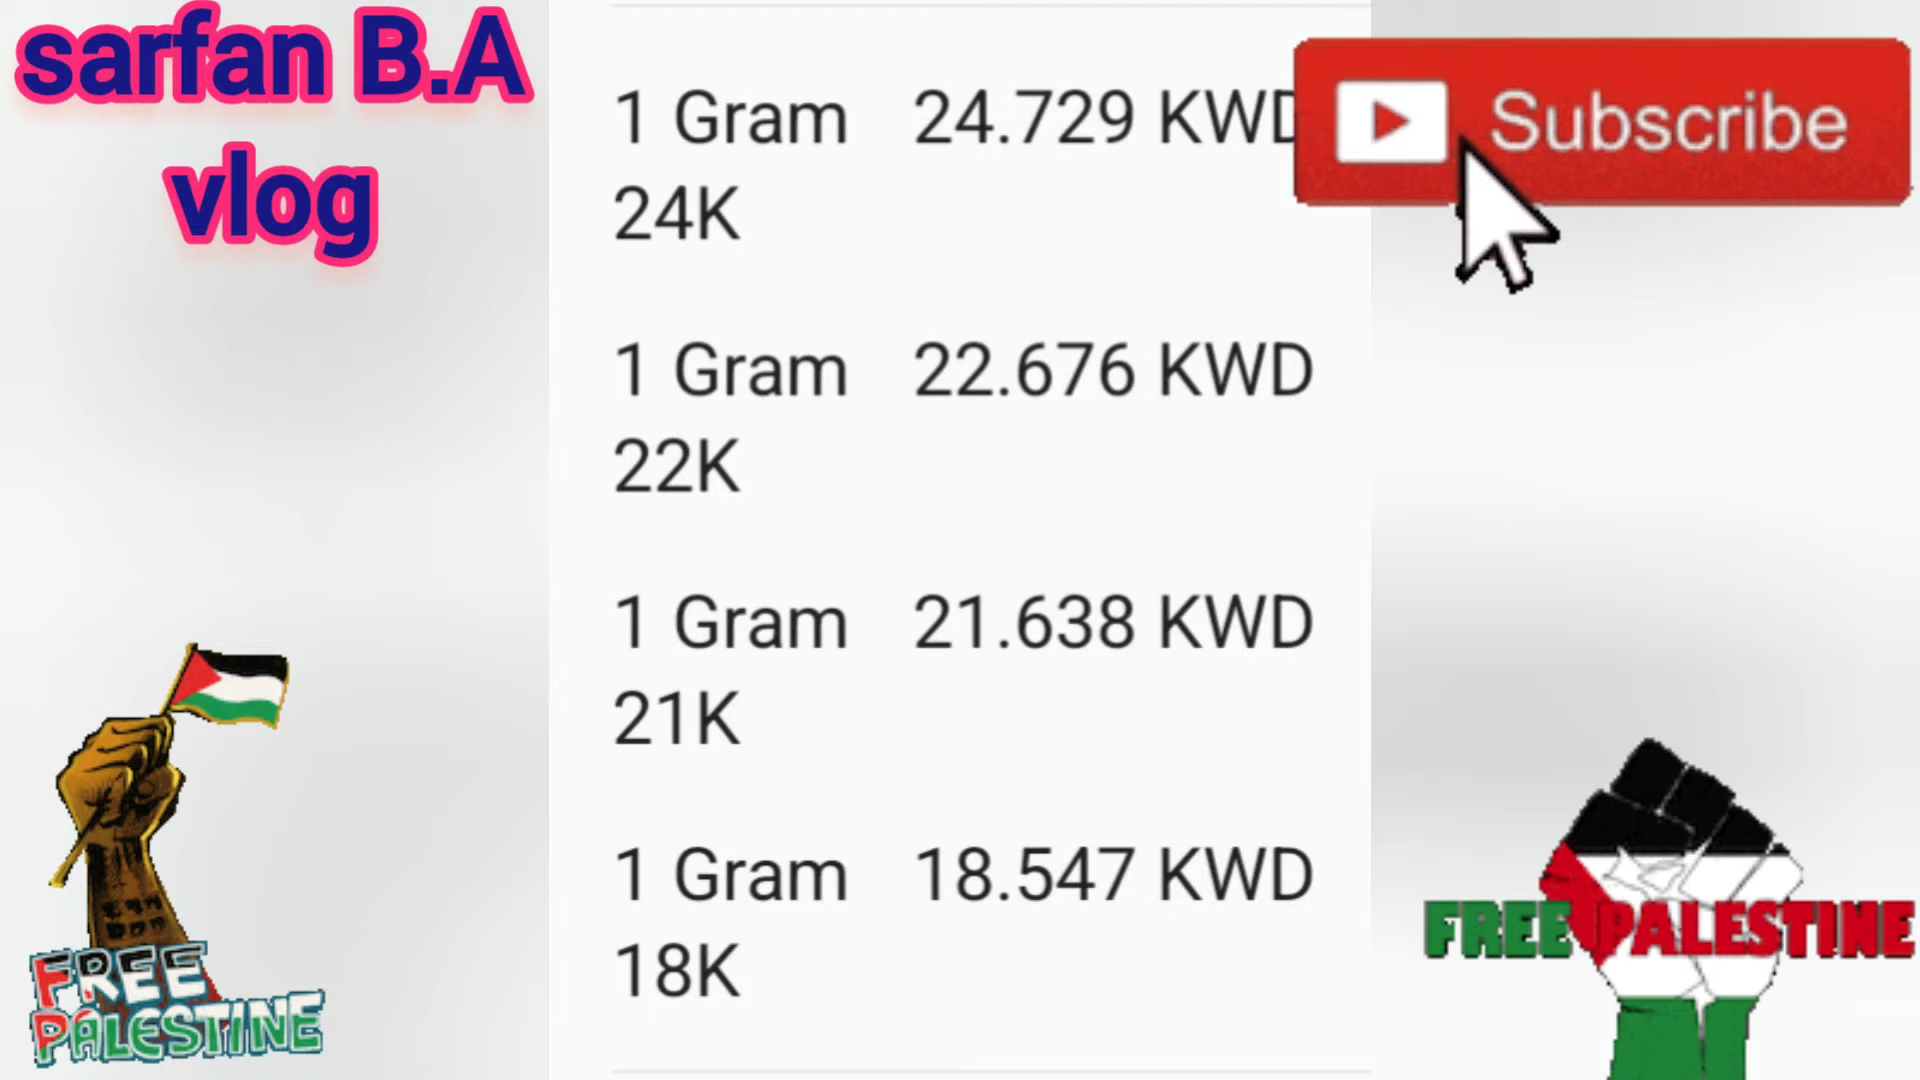 sarfan B.A
vlog
1 Gram 24.729 KWD
24K
Subscribe
1 Gram 22.676 KWD
22K
1 Gram 21.638 KWD
21K
1 Gram 18.547 KWD
18K
FREE
PALESTINE
FREE PALESTINE